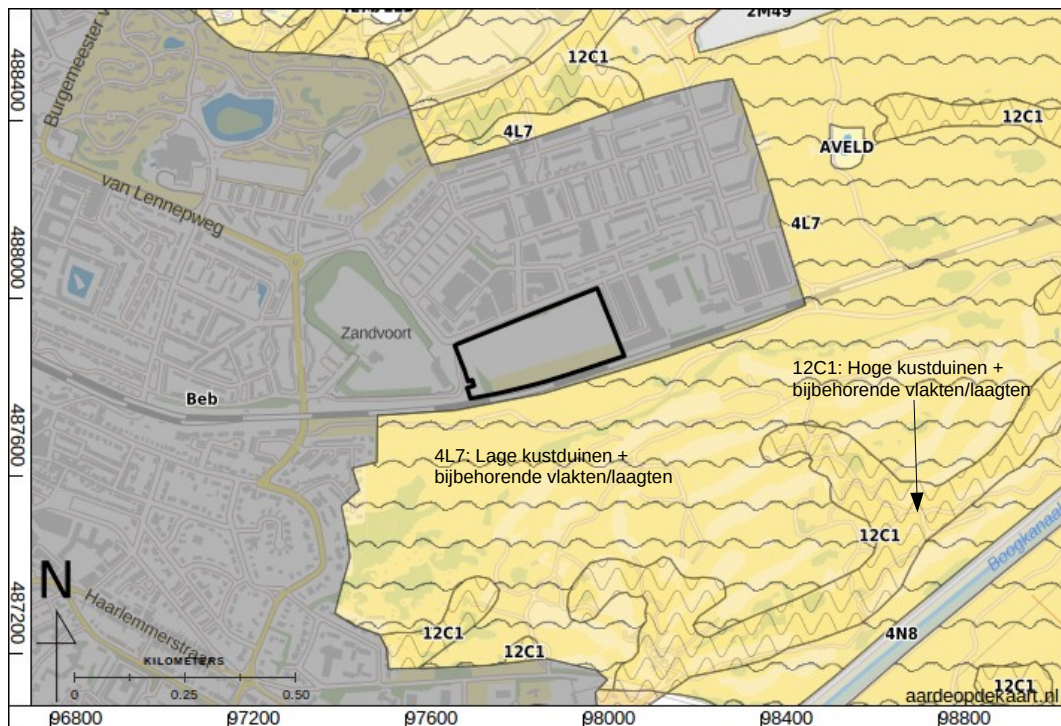 2M49
12C1
12C1
4L7
AVELD
4L7
Burgemeester v
van Lennepweg
Zandvoort
Beb
12C1: Hoge kustduinen +
bijbehorende vlakten/laagten
4L7: Lage kustduinen +
bijbehorende vlakten/laagten
12C1
Boogkanaal
N
Haarlemmerstraat
12C1
12C1
4N8
12C1
KILOMETERS
0
0.25
0.50
aardeopdekaart.nl
488400
488000
487600
487200
96800
97200
97600
98000
98400
98800